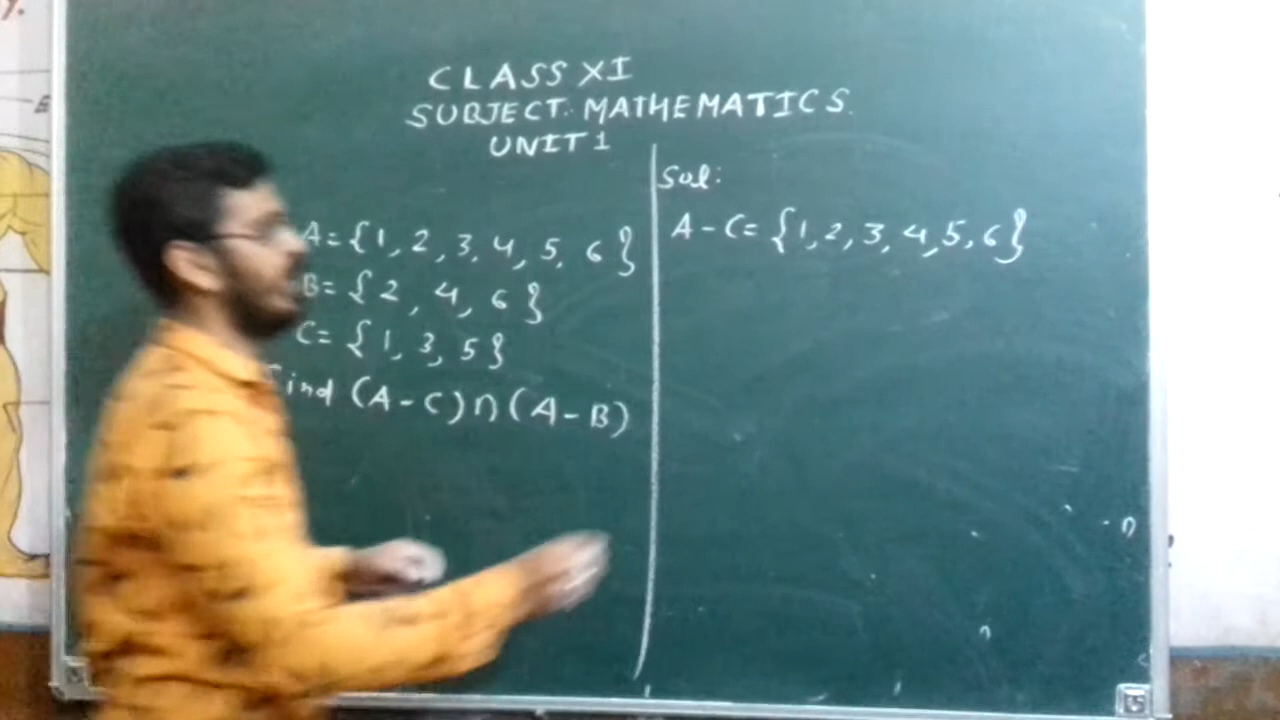 CLASS XI
SUBJECT: MATHEMATICS.
UNIT 1
A={1, 2, 3, 4, 5, 6}
B= {2, 4, 6}
C= {1, 3, 5}
Find (A-C)∩(A-B)
Sol:
A-C= {1,2,3,4,5,6}